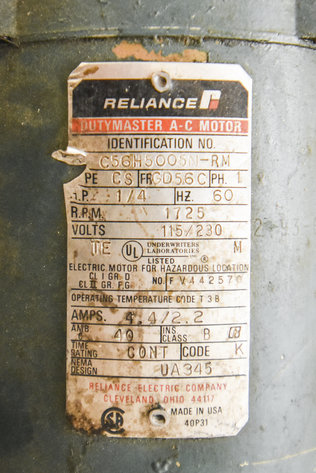 RELIANCE
DUTYMASTER A-C MOTOR
IDENTIFICATION NO.
C56H5005N-RM
PE CS FR GD56C PH. 1
.P. 1/4 HZ. 60
R.P.M. 1725
VOLTS 115/230
TE UL UNDERWRITERS LABORATORIES LISTED ® M
ELECTRIC MOTOR FOR HAZARDOUS LOCATION
CL I GR. D NO. FV442570
CL II GR. F,G
OPERATING TEMPERATURE CODE T3B
AMPS. 4.4/2.2
AMB. 40 INS. CLASS B
TIME RATING CONT CODE K
NEMA DESIGN UA345
RELIANCE ELECTRIC COMPANY
CLEVELAND, OHIO 44117
MADE IN USA
40P31